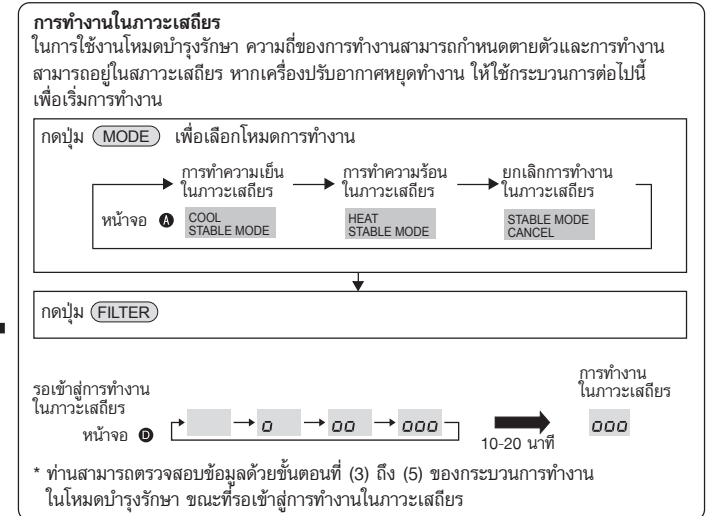 การทำงานในภาวะเสถียร
ในการใช้งานโหมดบำรุงรักษา ความถี่ของการทำงานสามารถกำหนดตายตัวและการทำงาน
สามารถอยู่ในสภาวะเสถียร หากเครื่องปรับอากาศหยุดทำงาน ให้ใช้กระบวนการต่อไปนี้
เพื่อเริ่มการทำงาน
กดปุ่ม MODE เพื่อเลือกโหมดการทำงาน
การทำความเย็น การทำความร้อน ยกเลิกการทำงาน
ในภาวะเสถียร ในภาวะเสถียร ในภาวะเสถียร
หน้าจอ A COOL HEAT STABLE MODE
STABLE MODE STABLE MODE CANCEL
กดปุ่ม FILTER
การทำงาน
ในภาวะเสถียร
รอเข้าสู่การทำงาน
ในภาวะเสถียร
หน้าจอ D o oo ooo 10-20 นาที ooo
* ท่านสามารถตรวจสอบข้อมูลด้วยขั้นตอนที่ (3) ถึง (5) ของกระบวนการทำงาน
ในโหมดบำรุงรักษา ขณะที่รอเข้าสู่การทำงานในภาวะเสถียร